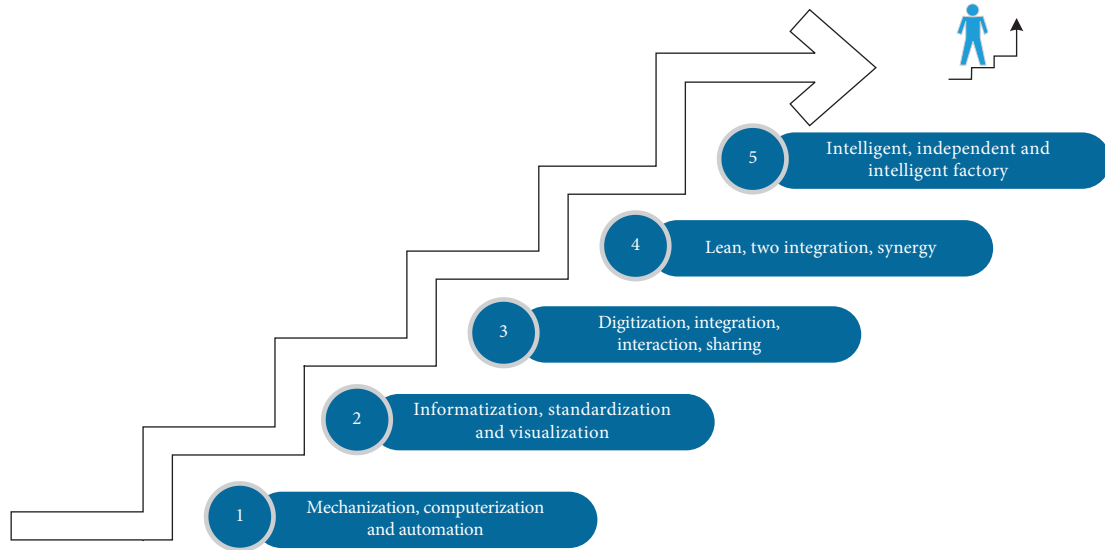 5
Intelligent, independent and
intelligent factory
4
Lean, two integration, synergy
3
Digitization, integration,
interaction, sharing
2
Informatization, standardization
and visualization
1
Mechanization, computerization
and automation